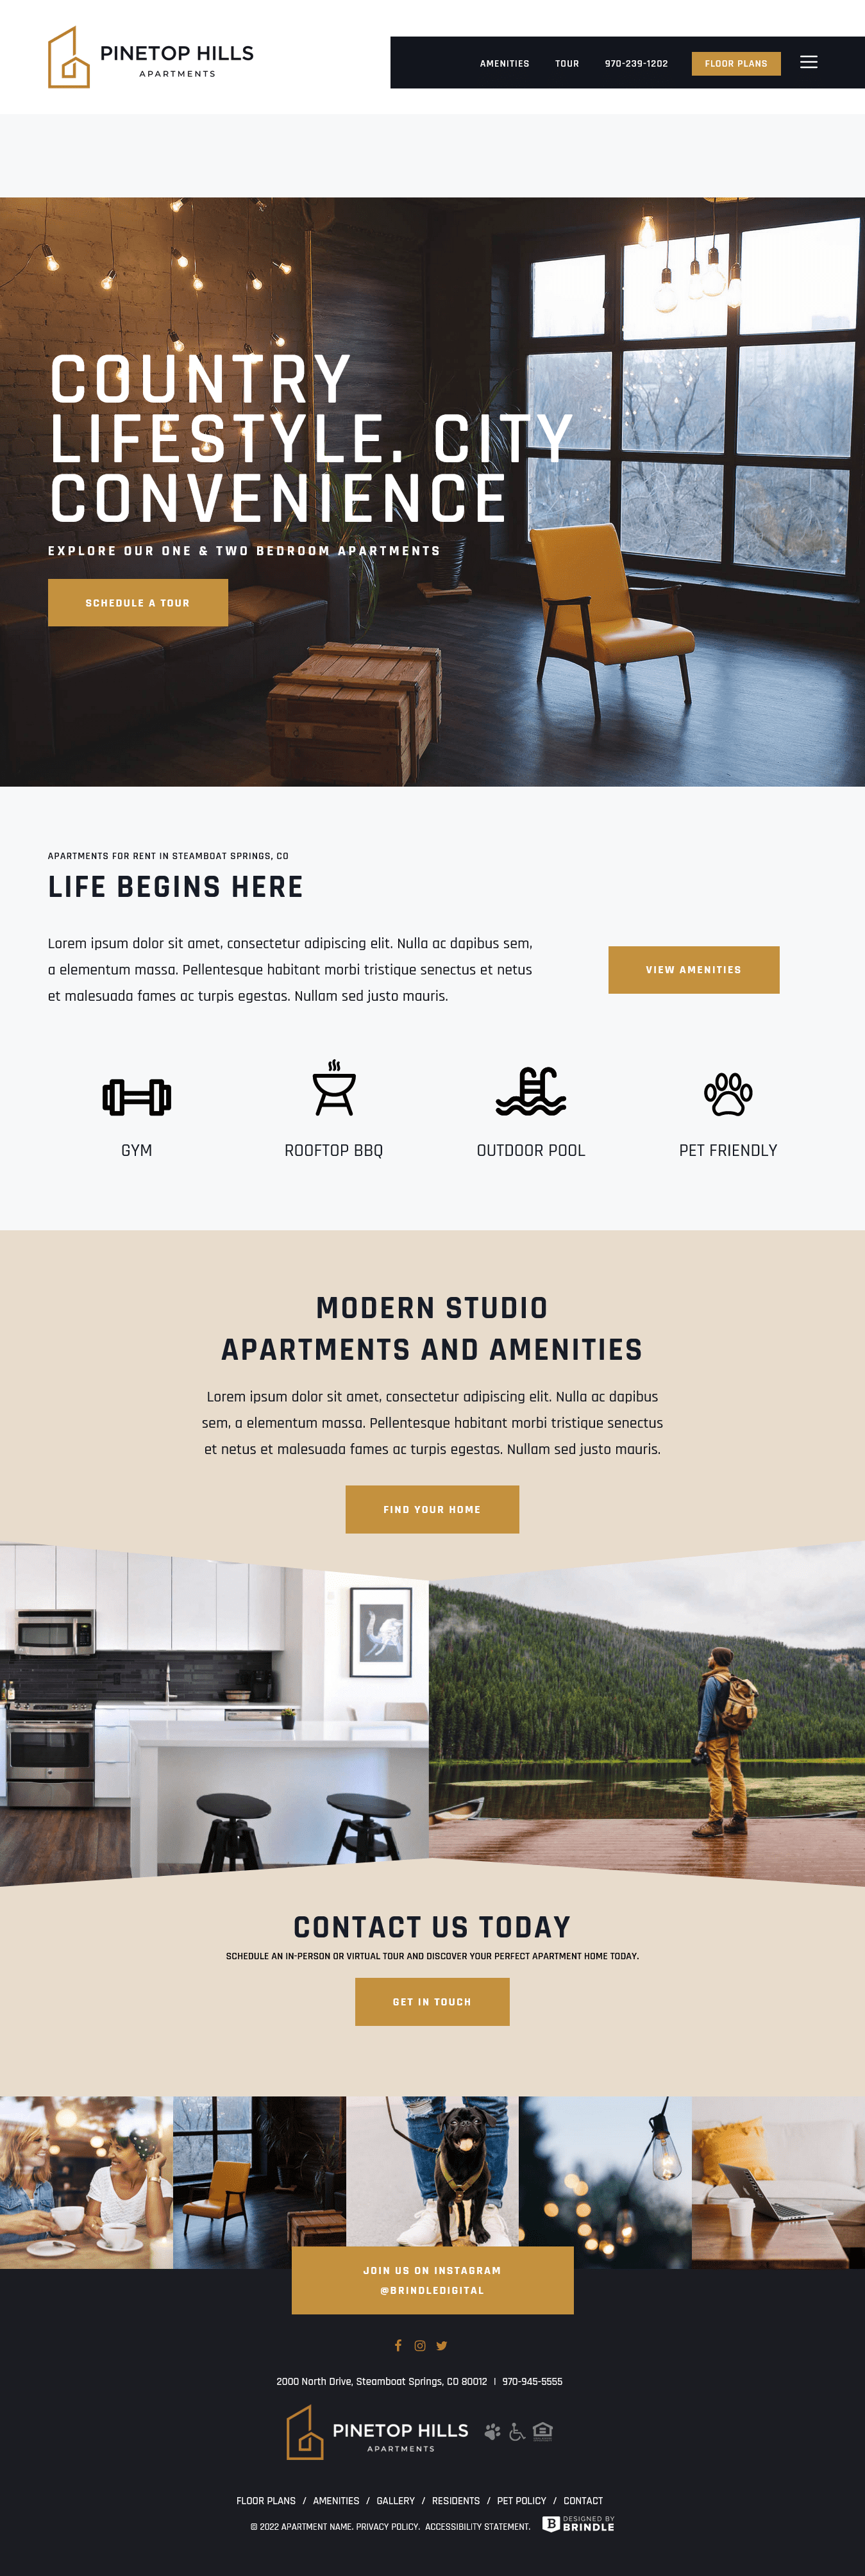 PINETOP HILLS
APARTMENTS
AMENITIES TOUR 970-239-1202 FLOOR PLANS
COUNTRY
LIFESTYLE. CITY
CONVENIENCE
EXPLORE OUR ONE & TWO BEDROOM APARTMENTS
SCHEDULE A TOUR
APARTMENTS FOR RENT IN STEAMBOAT SPRINGS, CO
LIFE BEGINS HERE
Lorem ipsum dolor sit amet, consectetur adipiscing elit. Nulla ac dapibus sem,
a elementum massa. Pellentesque habitant morbi tristique senectus et netus
et malesuada fames ac turpis egestas. Nullam sed justo mauris.
VIEW AMENITIES
GYM
ROOFTOP BBQ
OUTDOOR POOL
PET FRIENDLY
MODERN STUDIO
APARTMENTS AND AMENITIES
Lorem ipsum dolor sit amet, consectetur adipiscing elit. Nulla ac dapibus
sem, a elementum massa. Pellentesque habitant morbi tristique senectus
et netus et malesuada fames ac turpis egestas. Nullam sed justo mauris.
FIND YOUR HOME
CONTACT US TODAY
SCHEDULE AN IN-PERSON OR VIRTUAL TOUR AND DISCOVER YOUR PERFECT APARTMENT HOME TODAY.
GET IN TOUCH
JOIN US ON INSTAGRAM
@BRINDLEDIGITAL
2000 North Drive, Steamboat Springs, CO 80012 | 970-945-5555
PINETOP HILLS
APARTMENTS
FLOOR PLANS / AMENITIES / GALLERY / RESIDENTS / PET POLICY / CONTACT
© 2022 APARTMENT NAME. PRIVACY POLICY. ACCESSIBILITY STATEMENT.
DESIGNED BY
B BRINDLE